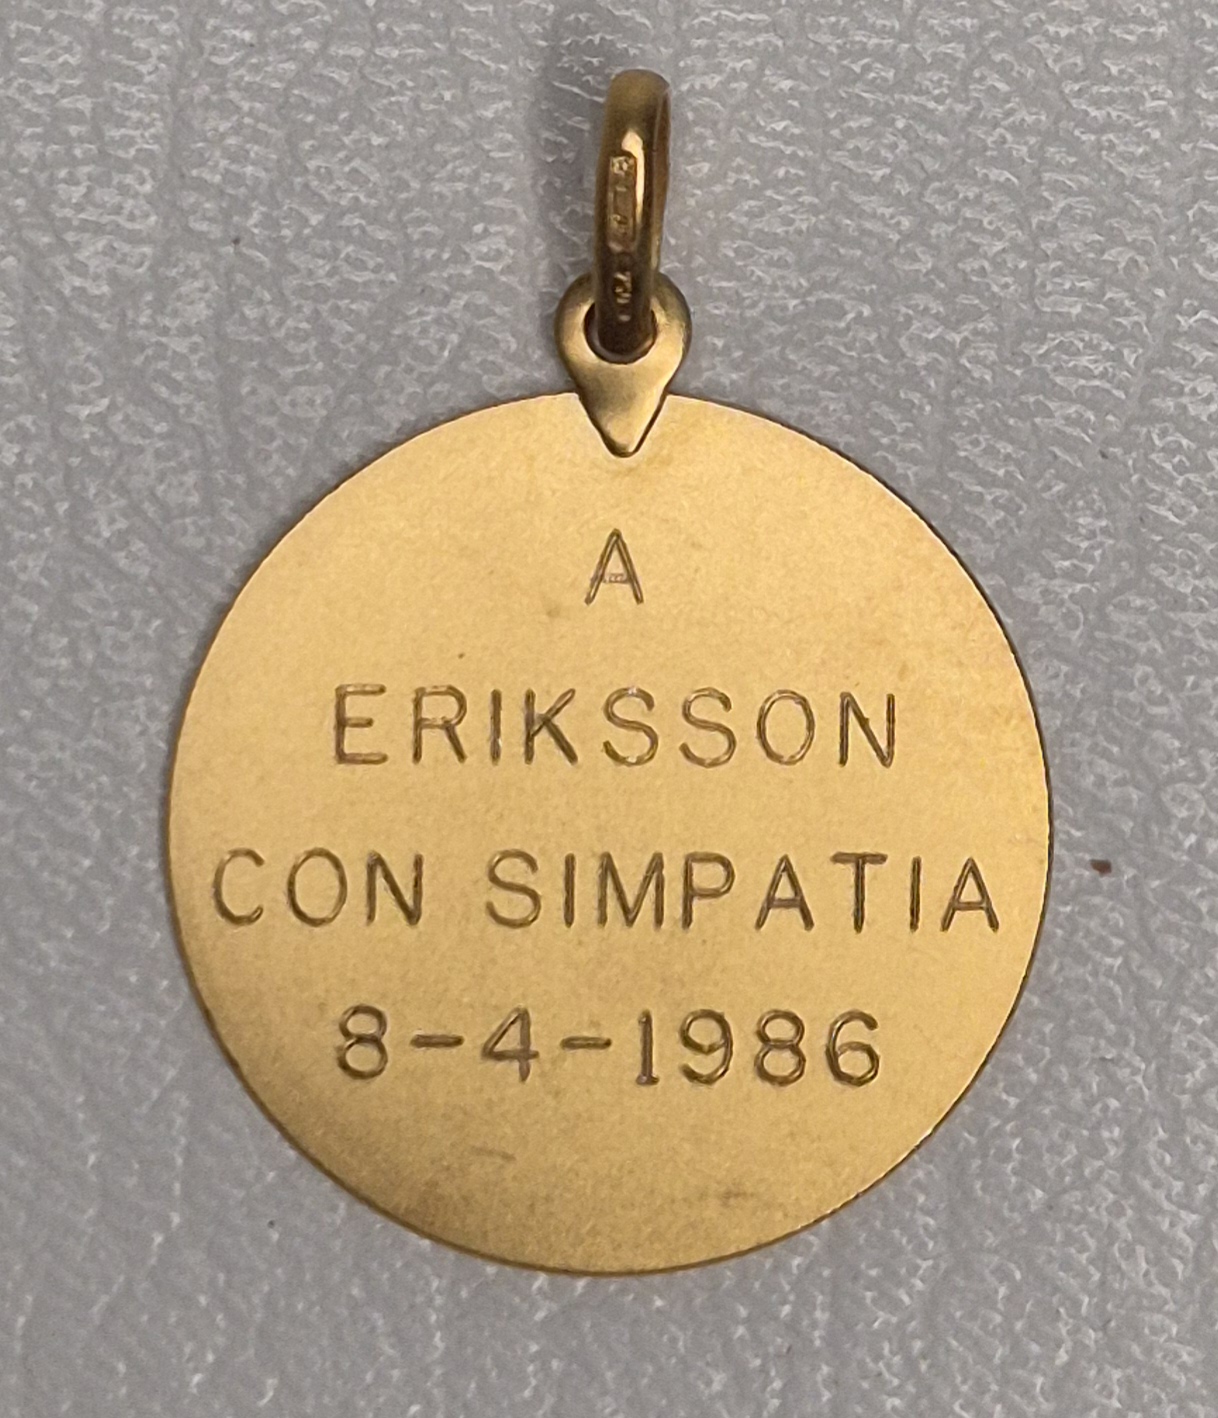 A
ERIKSSON
CON SIMPATIA
8-4-1986